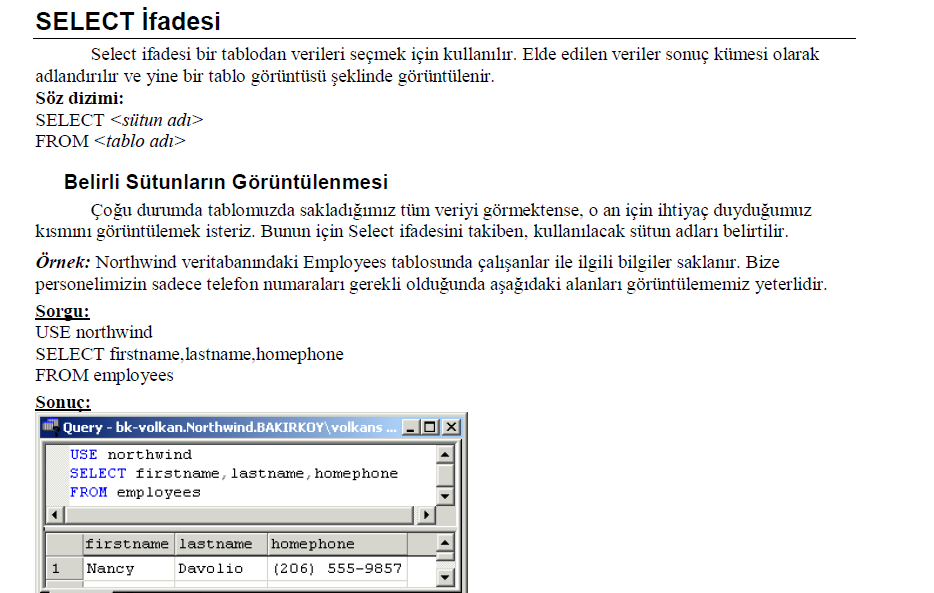 SELECT İfadesi
Select ifadesi bir tablodan verileri seçmek için kullanılır. Elde edilen veriler sonuç kümesi olarak
adlandırılır ve yine bir tablo görüntüsü şeklinde görüntülenir.
Söz dizimi:
SELECT <sütun adı>
FROM <tablo adı>
Belirli Sütunların Görüntülenmesi
Çoğu durumda tablomuzda sakladığımız tüm veriyi görmektense, o an için ihtiyaç duyduğumuz
kısmını görüntülemek isteriz. Bunun için Select ifadesini takiben, kullanılacak sütun adları belirtilir.
Örnek: Northwind veritabanındaki Employees tablosunda çalışanlar ile ilgili bilgiler saklanır. Bize
personelimizin sadece telefon numaraları gerekli olduğunda aşağıdaki alanları görüntülememiz yeterlidir.
Sorgu:
USE northwind
SELECT firstname,lastname,homephone
FROM employees
Sonuç:
Query - bk-volkan.Northwind.BAKIRKOY\volkans ...
USE northwind
SELECT firstname,lastname,homephone
FROM employees
firstname lastname homephone
1 Nancy Davolio (206) 555-9857